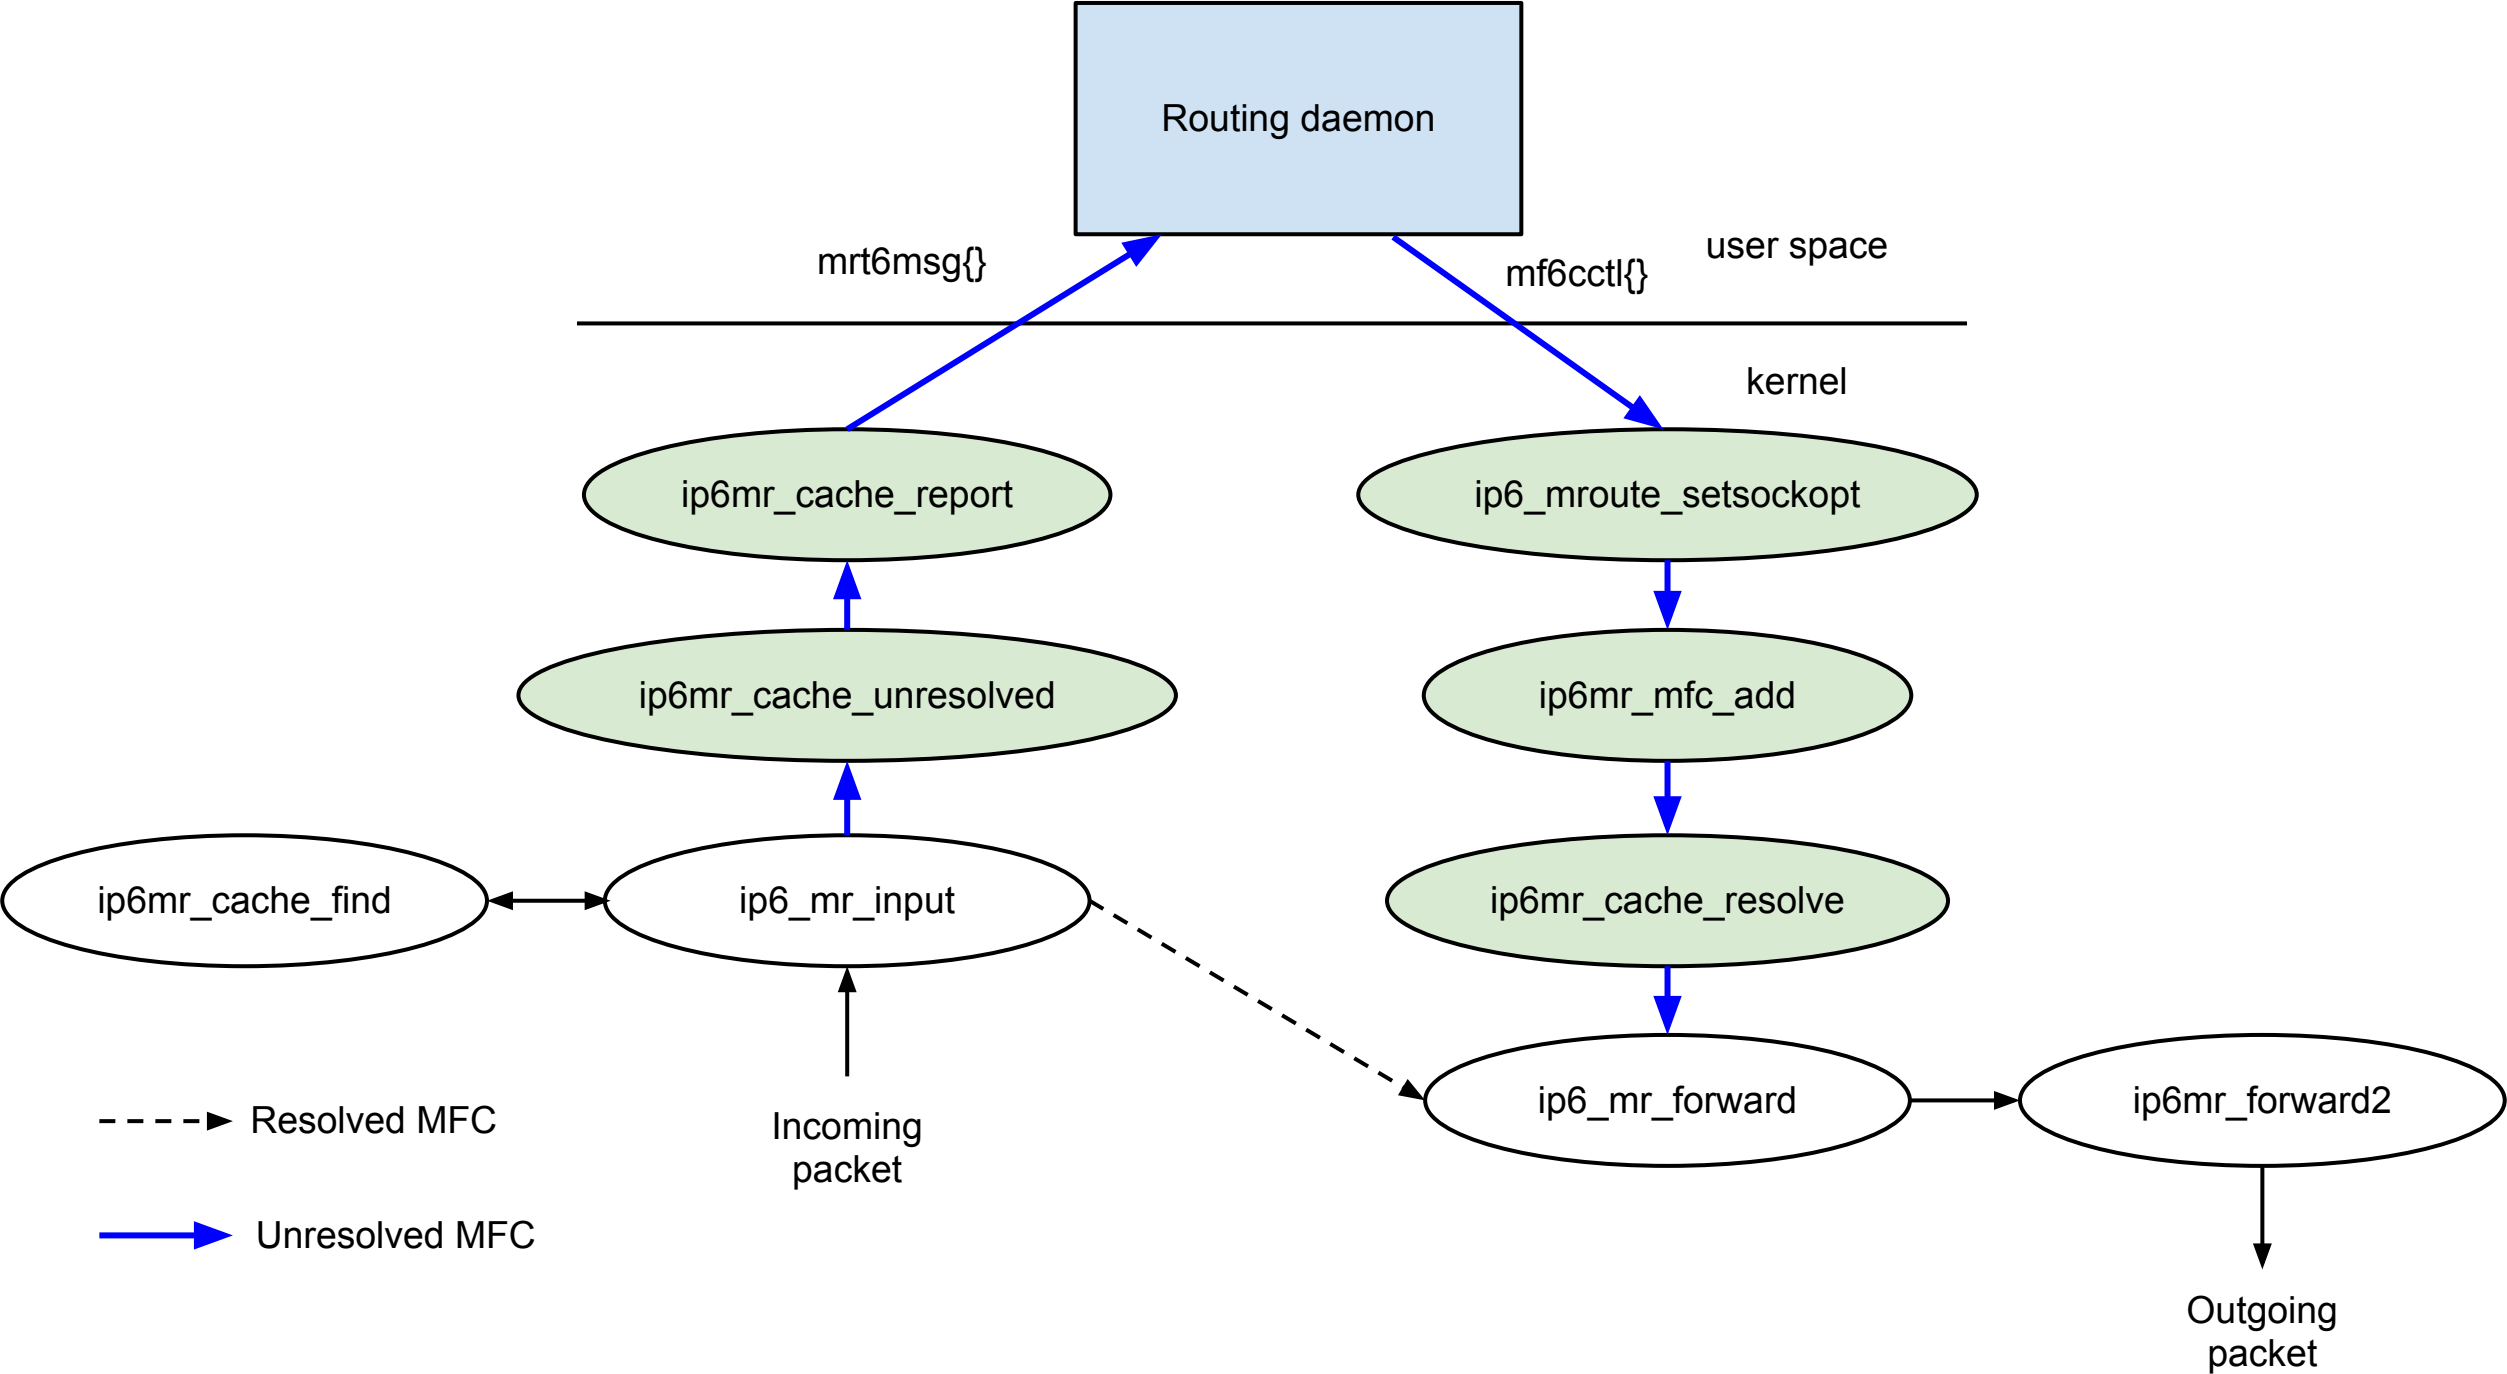 Routing daemon
mrt6msg{}
mf6cctl{}
user space
kernel
ip6mr_cache_report
ip6_mroute_setsockopt
ip6mr_cache_unresolved
ip6mr_mfc_add
ip6mr_cache_find
ip6_mr_input
ip6mr_cache_resolve
ip6_mr_forward
ip6mr_forward2
Resolved MFC
Incoming
packet
Unresolved MFC
Outgoing
packet